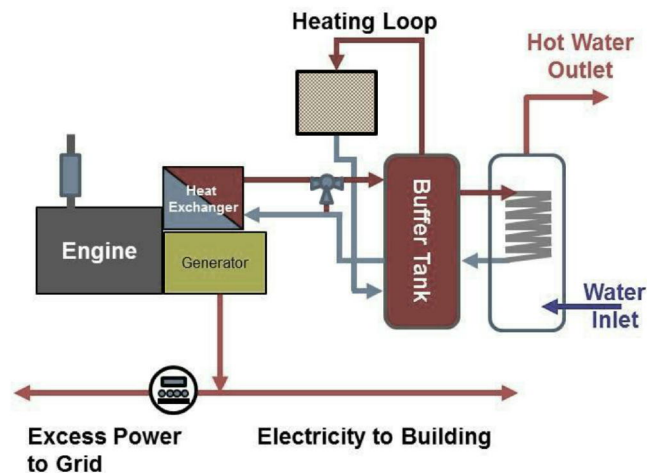 Heating Loop
Hot Water
Outlet
Heat
Exchanger
Engine
Generator
Buffer Tank
Water
Inlet
Excess Power
to Grid
Electricity to Building